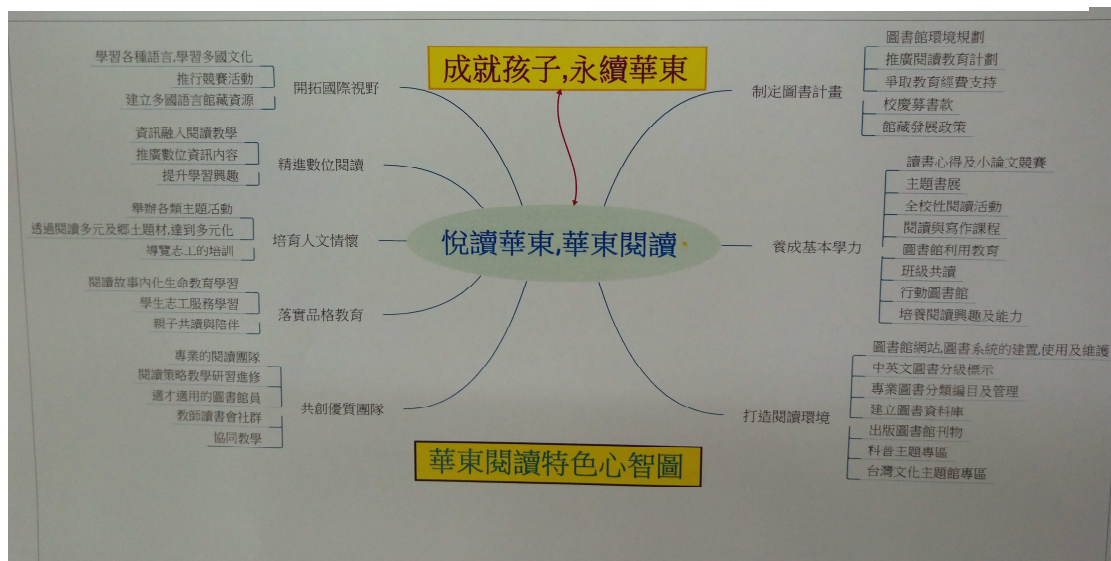 成就孩子,永續華東
悅讀華東,華東閱讀
開拓國際視野
學習各種語言,學習多國文化
推行競賽活動
建立多國語言館藏資源
精進數位閱讀
資訊融入閱讀教學
推廣數位資訊內容
提升學習興趣
培育人文情懷
舉辦各類主題活動
透過閱讀多元及鄉土題材,達到多元化
導覽志工的培訓
落實品格教育
閱讀故事內化生命教育學習
學生志工服務學習
親子共讀與陪伴
共創優質團隊
專業的閱讀團隊
閱讀策略教學研習進修
適才適用的圖書館員
教師讀書會社群
協同教學
制定圖書計畫
圖書館環境規劃
推廣閱讀教育計劃
爭取教育經費支持
校慶募書款
館藏發展政策
養成基本學力
讀書心得及小論文競賽
主題書展
全校性閱讀活動
閱讀與寫作課程
圖書館利用教育
班級共讀
行動圖書館
培養閱讀興趣及能力
打造閱讀環境
圖書館網站,圖書系統的建置,使用及維護
中英文圖書分級標示
專業圖書分類編目及管理
建立圖書資料庫
出版圖書館刊物
科普主題專區
台灣文化主題館專區
華東閱讀特色心智圖